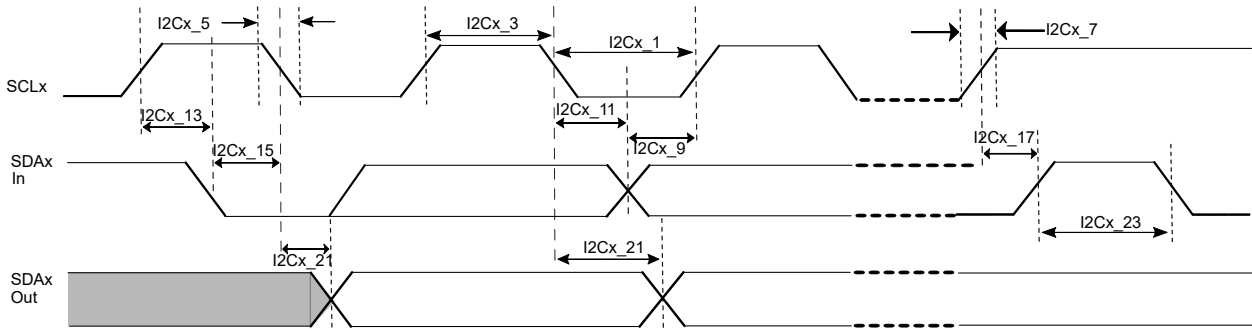 I2Cx_5
I2Cx_3
I2Cx_1
I2Cx_7
SCLx
I2Cx_13
I2Cx_11
I2Cx_9
I2Cx_17
I2Cx_15
SDAx
In
I2Cx_23
I2Cx_21
I2Cx_21
SDAx
Out